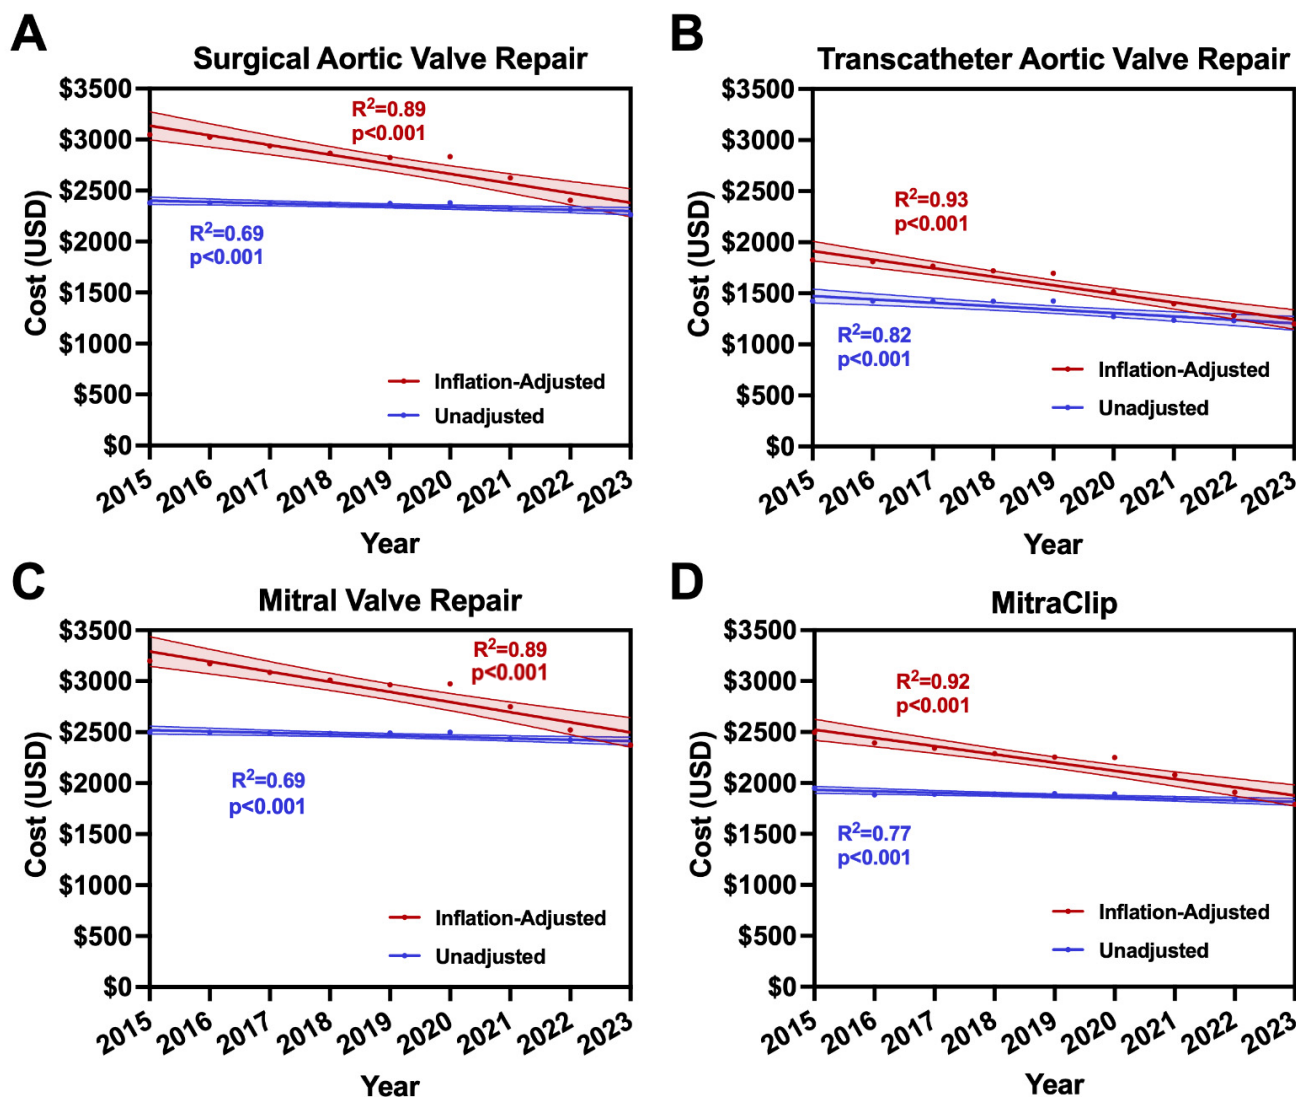 A
Surgical Aortic Valve Repair
$3500
$3000
$2500
$2000
$1500
$1000
$500
$0
Cost (USD)
R²=0.89
p<0.001
R²=0.69
p<0.001
Inflation-Adjusted
Unadjusted
2015 2016 2017 2018 2019 2020 2021 2022 2023
Year
B
Transcatheter Aortic Valve Repair
$3500
$3000
$2500
$2000
$1500
$1000
$500
$0
Cost (USD)
R²=0.93
p<0.001
R²=0.82
p<0.001
Inflation-Adjusted
Unadjusted
2015 2016 2017 2018 2019 2020 2021 2022 2023
Year
C
Mitral Valve Repair
$3500
$3000
$2500
$2000
$1500
$1000
$500
$0
Cost (USD)
R²=0.89
p<0.001
R²=0.69
p<0.001
Inflation-Adjusted
Unadjusted
2015 2016 2017 2018 2019 2020 2021 2022 2023
Year
D
MitraClip
$3500
$3000
$2500
$2000
$1500
$1000
$500
$0
Cost (USD)
R²=0.92
p<0.001
R²=0.77
p<0.001
Inflation-Adjusted
Unadjusted
2015 2016 2017 2018 2019 2020 2021 2022 2023
Year